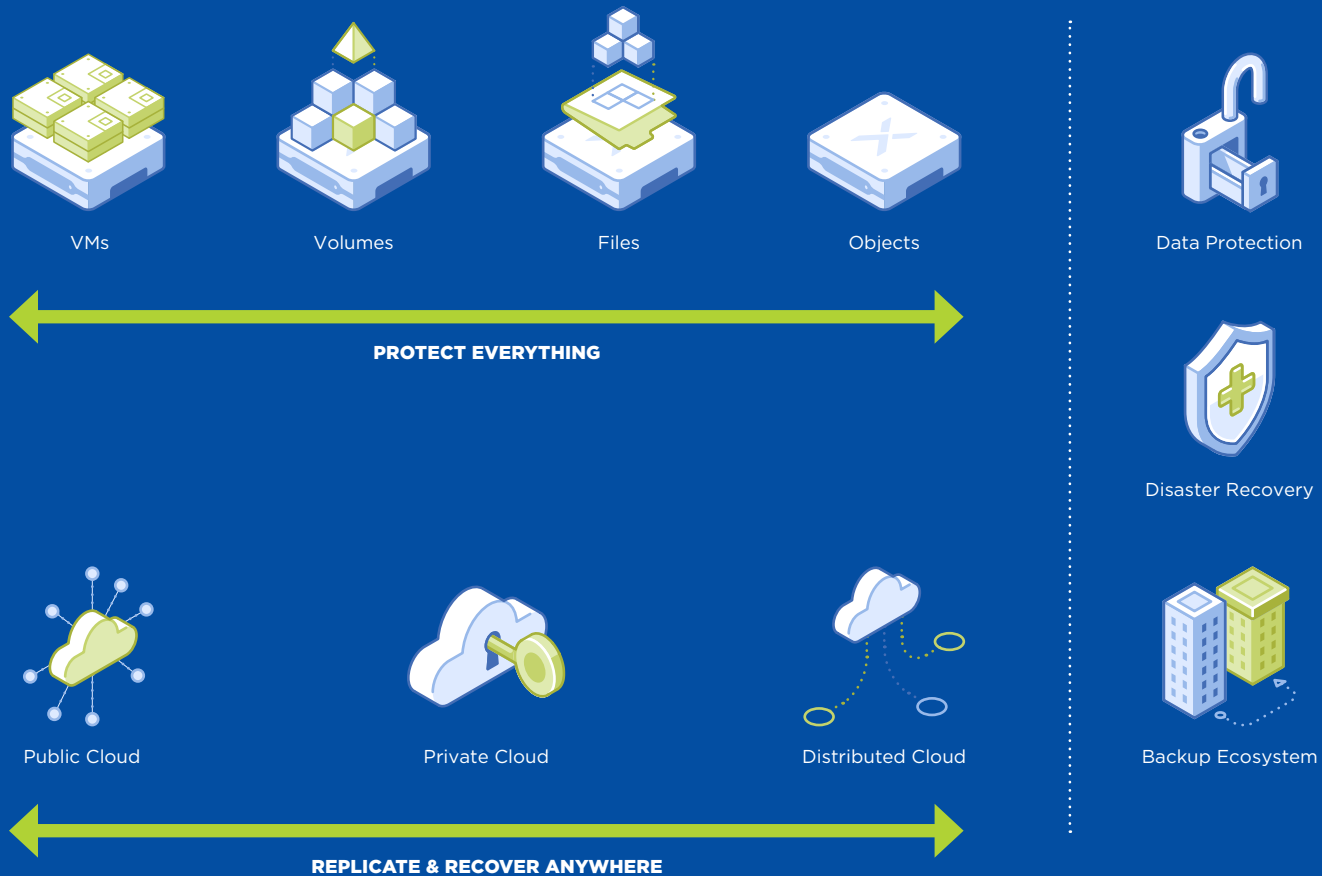 VMs
Volumes
Files
Objects
PROTECT EVERYTHING
Public Cloud
Private Cloud
Distributed Cloud
REPLICATE & RECOVER ANYWHERE
Data Protection
Disaster Recovery
Backup Ecosystem